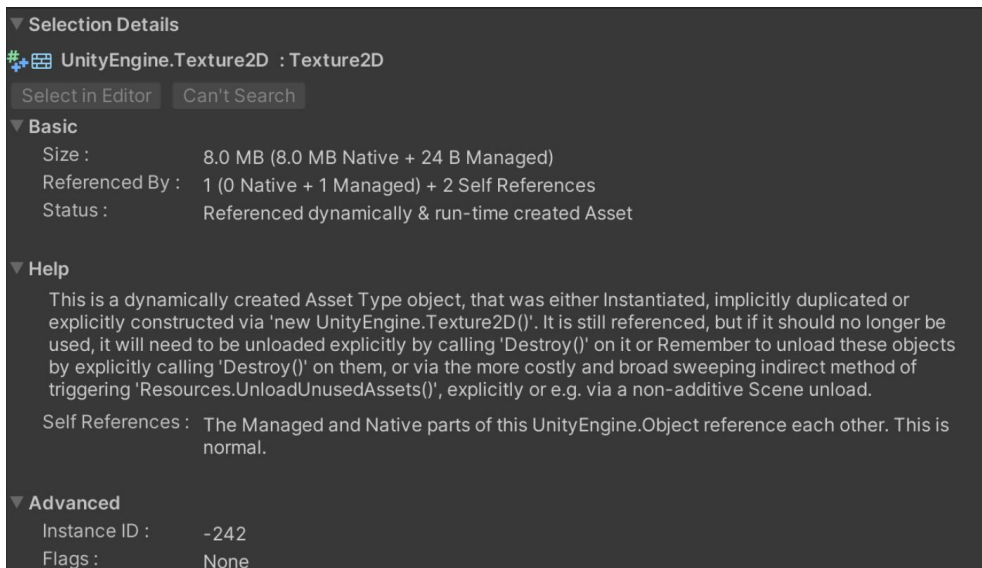 Selection Details
UnityEngine.Texture2D : Texture2D
Select in Editor Can't Search
Basic
Size : 8.0 MB (8.0 MB Native + 24 B Managed)
Referenced By : 1 (0 Native + 1 Managed) + 2 Self References
Status : Referenced dynamically & run-time created Asset
Help
This is a dynamically created Asset Type object, that was either Instantiated, implicitly duplicated or
explicitly constructed via 'new UnityEngine.Texture2D()'. It is still referenced, but if it should no longer be
used, it will need to be unloaded explicitly by calling 'Destroy()' on it or Remember to unload these objects
by explicitly calling 'Destroy()' on them, or via the more costly and broad sweeping indirect method of
triggering 'Resources.UnloadUnusedAssets()', explicitly or e.g. via a non-additive Scene unload.
Self References : The Managed and Native parts of this UnityEngine.Object reference each other. This is
normal.
Advanced
Instance ID : -242
Flags : None